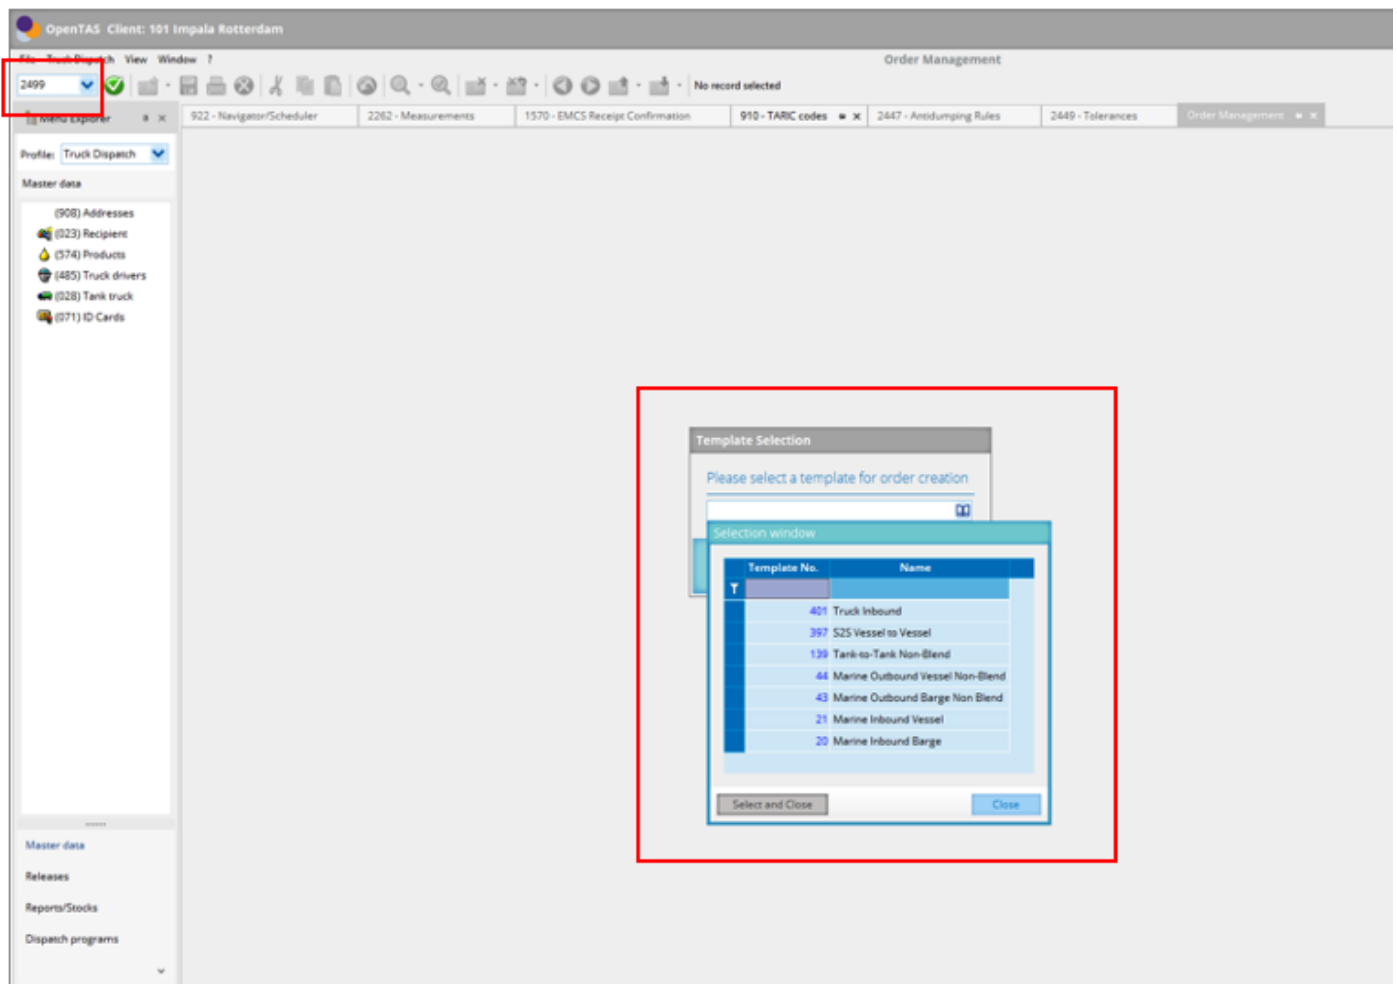 OpenTAS Client: 101 Impala Rotterdam
File Truck Dispatch View Window ?
Order Management
2499
No record selected
Menu Explorer
922 - Navigator/Scheduler
2262 - Measurements
1570 - EMCS Receipt Confirmation
910 - TARIC codes
2447 - Antidumping Rules
2449 - Tolerances
Order Management
Profile: Truck Dispatch
Master data
(908) Addresses
(023) Recipient
(574) Products
(485) Truck drivers
(028) Tank truck
(071) ID Cards
Template Selection
Please select a template for order creation
Selection window
Template No. Name
401 Truck Inbound
397 S2S Vessel to Vessel
139 Tank-to-Tank Non-Blend
44 Marine Outbound Vessel Non-Blend
43 Marine Outbound Barge Non Blend
21 Marine Inbound Vessel
20 Marine Inbound Barge
Select and Close
Close
Master data
Releases
Reports/Stocks
Dispatch programs